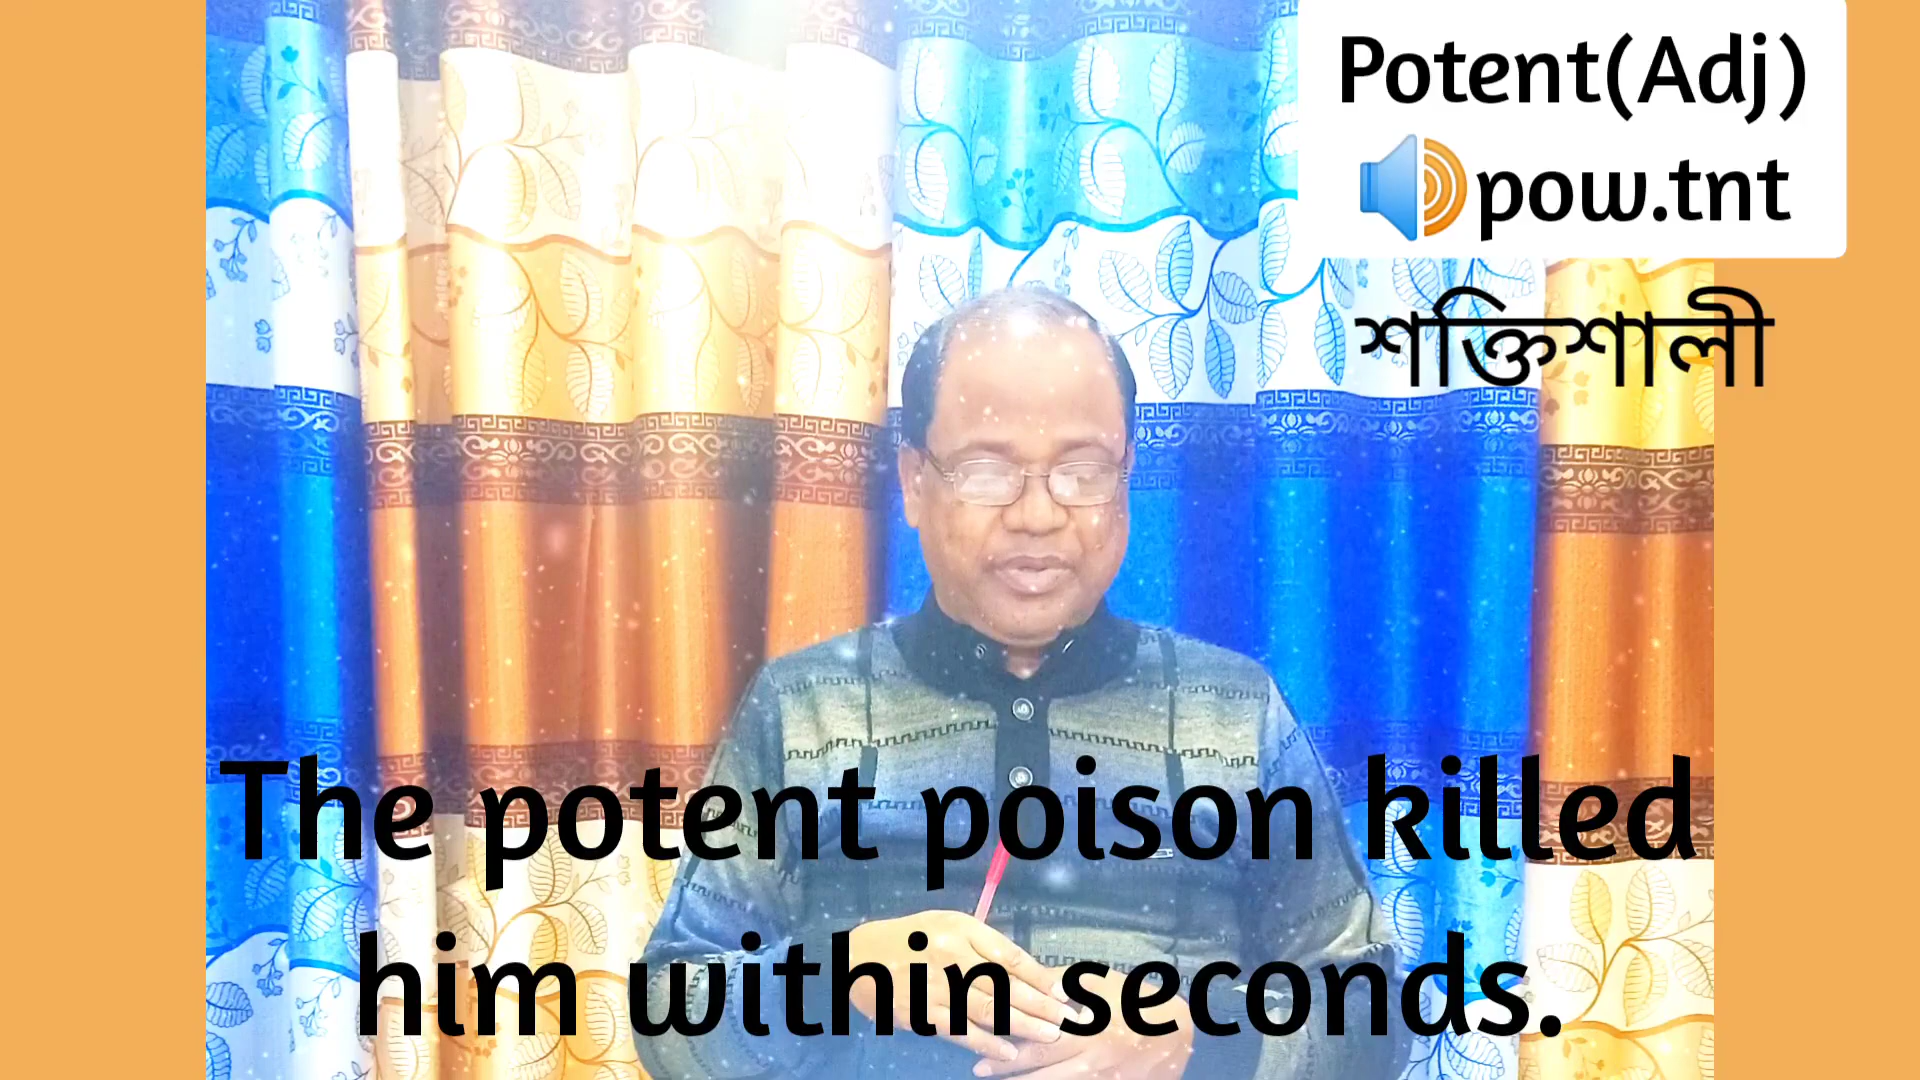 Potent(Adj)
pow.tnt
শক্তিশালী
The potent poison killed
him within seconds.